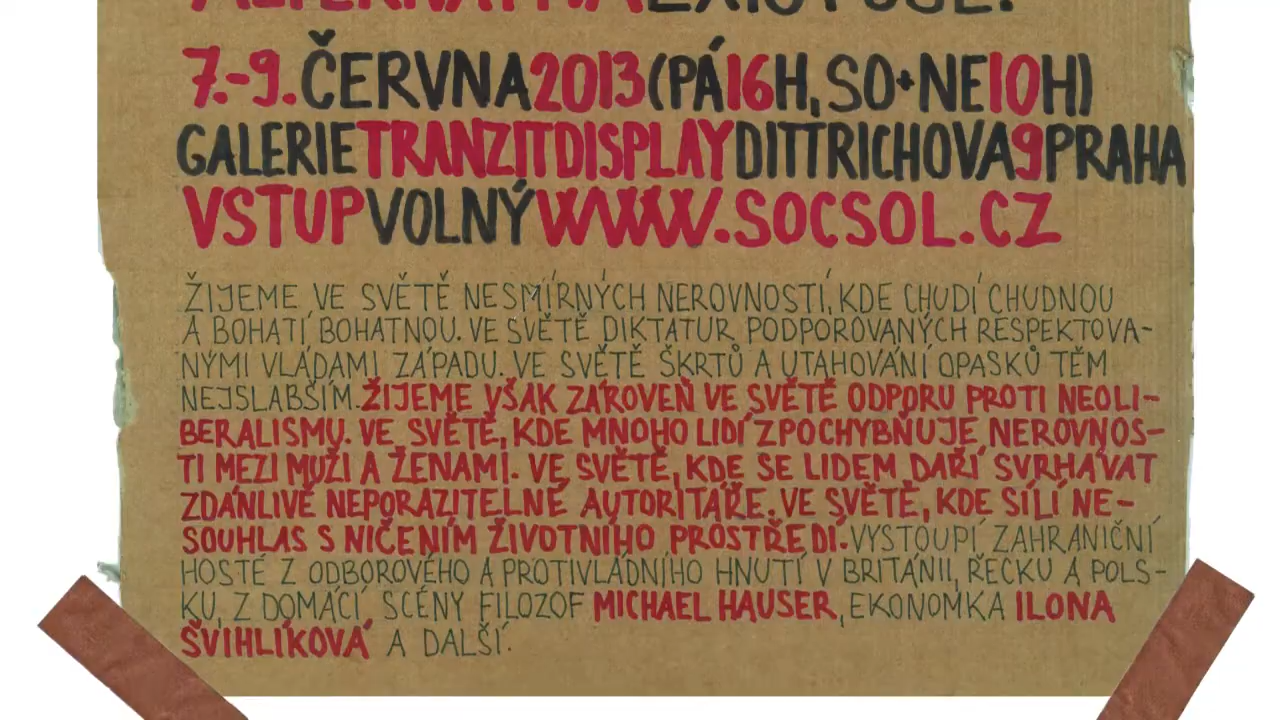 ALTERNATIVA EXISTUJE!
7.-9. ČERVNA 2013 (PÁ 16H, SO+NE 10H)
GALERIE TRANZITDISPLAY DITTRICHOVA 9 PRAHA
VSTUP VOLNÝ WWW.SOCSOL.CZ
ŽIJEME VE SVĚTĚ NESMÍRNÝCH NEROVNOSTÍ, KDE CHUDÍ CHUDNOU
A BOHATÍ BOHATNOU. VE SVĚTĚ DIKTATUR PODPOROVANÝCH RESPEKTOVA-
NÝMI VLÁDAMI ZÁPADU. VE SVĚTĚ ŠKRTŮ A UTAHOVÁNÍ OPASKŮ TĚM
NEJSLABŠÍM. ŽIJEME VŠAK ZÁROVEŇ VE SVĚTĚ ODPORU PROTI NEOLI-
BERALISMU. VE SVĚTĚ, KDE MNOHO LIDÍ ZPOCHYBŇUJE NEROVNOS-
TI MEZI MUŽI A ŽENAMI. VE SVĚTĚ, KDE SE LIDEM DAŘÍ SVRHÁVAT
ZDÁNLIVĚ NEPORAZITELNÉ AUTORITÁŘE. VE SVĚTĚ, KDE SÍLÍ NE-
SOUHLAS S NIČENÍM ŽIVOTNÍHO PROSTŘEDÍ. VYSTOUPÍ ZAHRANIČNÍ
HOSTÉ Z ODBOROVÉHO A PROTIVLÁDNÍHO HNUTÍ V BRITÁNII, ŘECKU A POLS-
KU, Z DOMÁCÍ SCÉNY FILOZOF MICHAEL HAUSER, EKONOMKA ILONA
ŠVIHLÍKOVÁ A DALŠÍ.